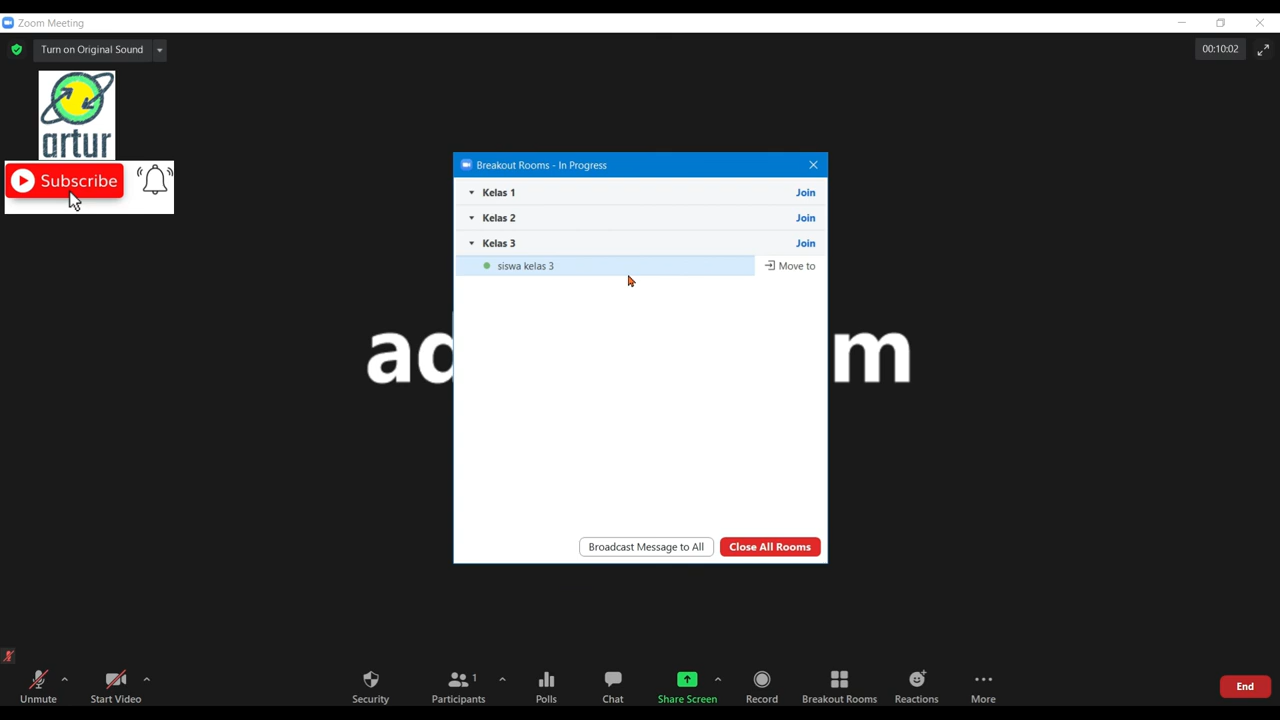 Zoom Meeting
Turn on Original Sound
00:10:02
artur
Subscribe
Breakout Rooms - In Progress
Kelas 1 Join
Kelas 2 Join
Kelas 3 Join
siswa kelas 3 Move to
Broadcast Message to All Close All Rooms
Unmute Start Video Security Participants 1 Polls Chat Share Screen Record Breakout Rooms Reactions More End